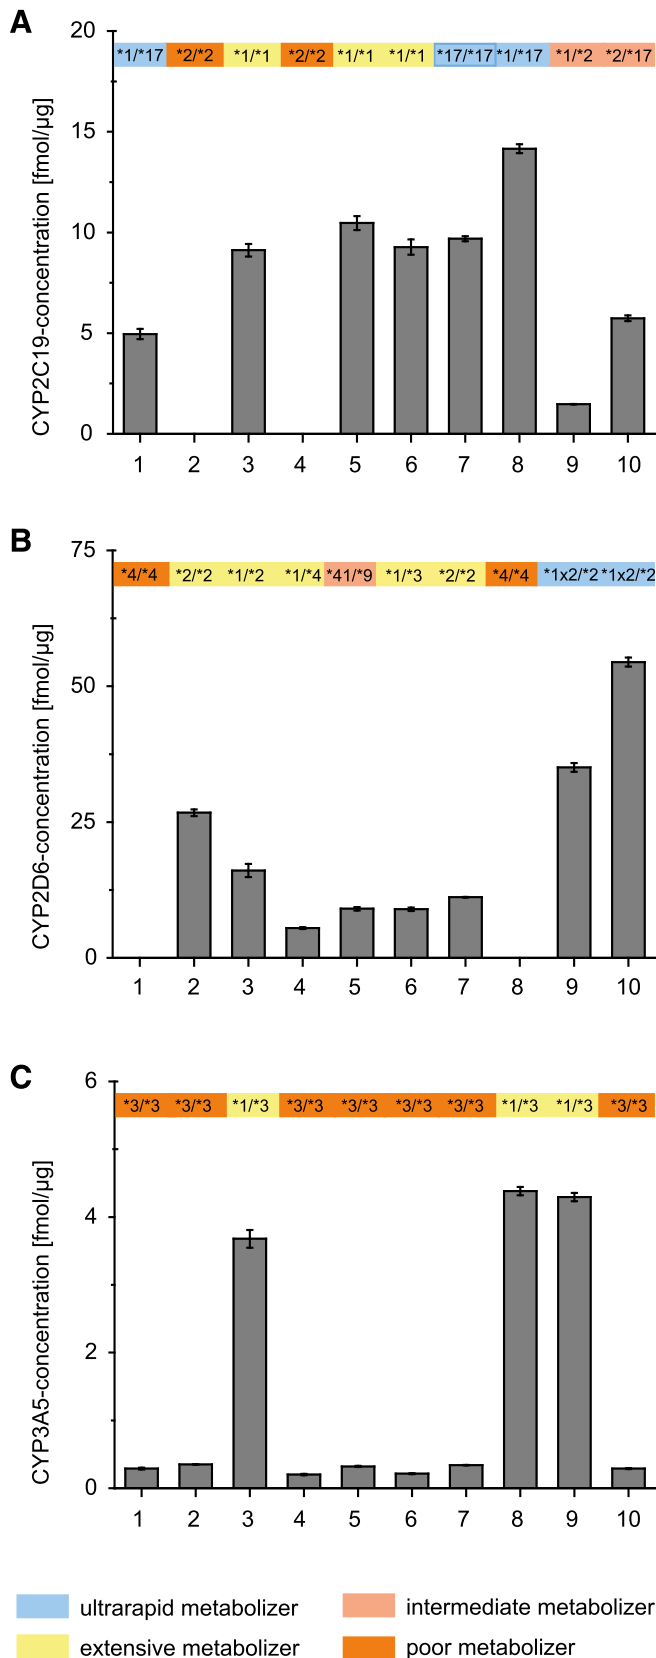 A
CYP2C19-concentration [fmol/µg]
20
15
10
5
0
*1/*17 *2/*2 *1/*1 *2/*2 *1/*1 *1/*1 *17/*17 *1/*17 *1/*2 *2/*17
1 2 3 4 5 6 7 8 9 10
B
CYP2D6-concentration [fmol/µg]
75
50
25
0
*4/*4 *2/*2 *1/*2 *1/*4 *41/*9 *1/*3 *2/*2 *4/*4 *1x2/*2 *1x2/*2
1 2 3 4 5 6 7 8 9 10
C
CYP3A5-concentration [fmol/µg]
6
4
2
0
*3/*3 *3/*3 *1/*3 *3/*3 *3/*3 *3/*3 *3/*3 *1/*3 *1/*3 *3/*3
1 2 3 4 5 6 7 8 9 10
ultrarapid metabolizer
intermediate metabolizer
extensive metabolizer
poor metabolizer